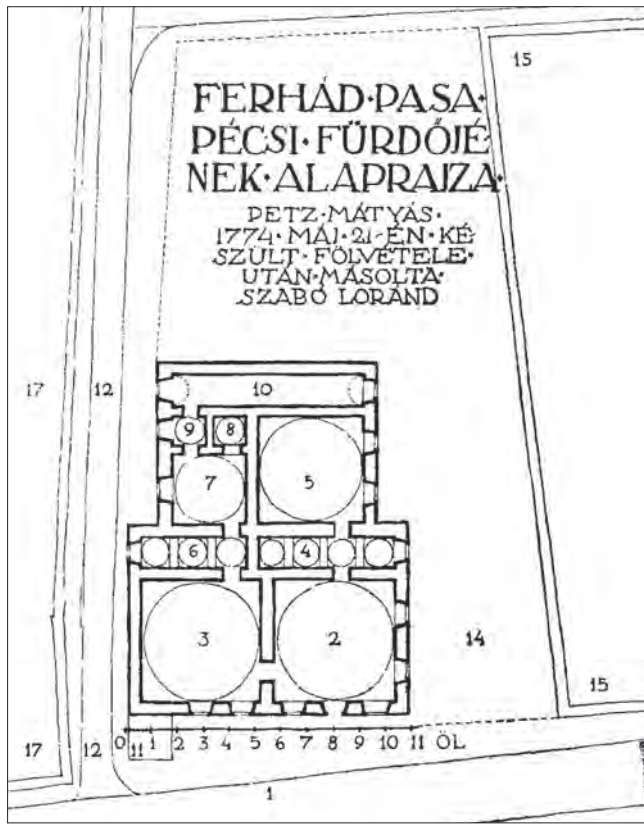 15
FERHÁD·PASA·
PÉCSI·FÜRDŐJÉ
NEK·ALAPRAJZA·
PETZ·MÁTYÁS·
1774·MÁJ·21-ÉN·KÉ
SZÜLT·FÖLVÉTELE·
UTÁN·MÁSOLTA·
SZABÓ LORÁND
17 12 10
9 8
7 5
6 4
3 2 14
15
17 12 0 1 2 3 4 5 6 7 8 9 10 11 ÖL
11
1